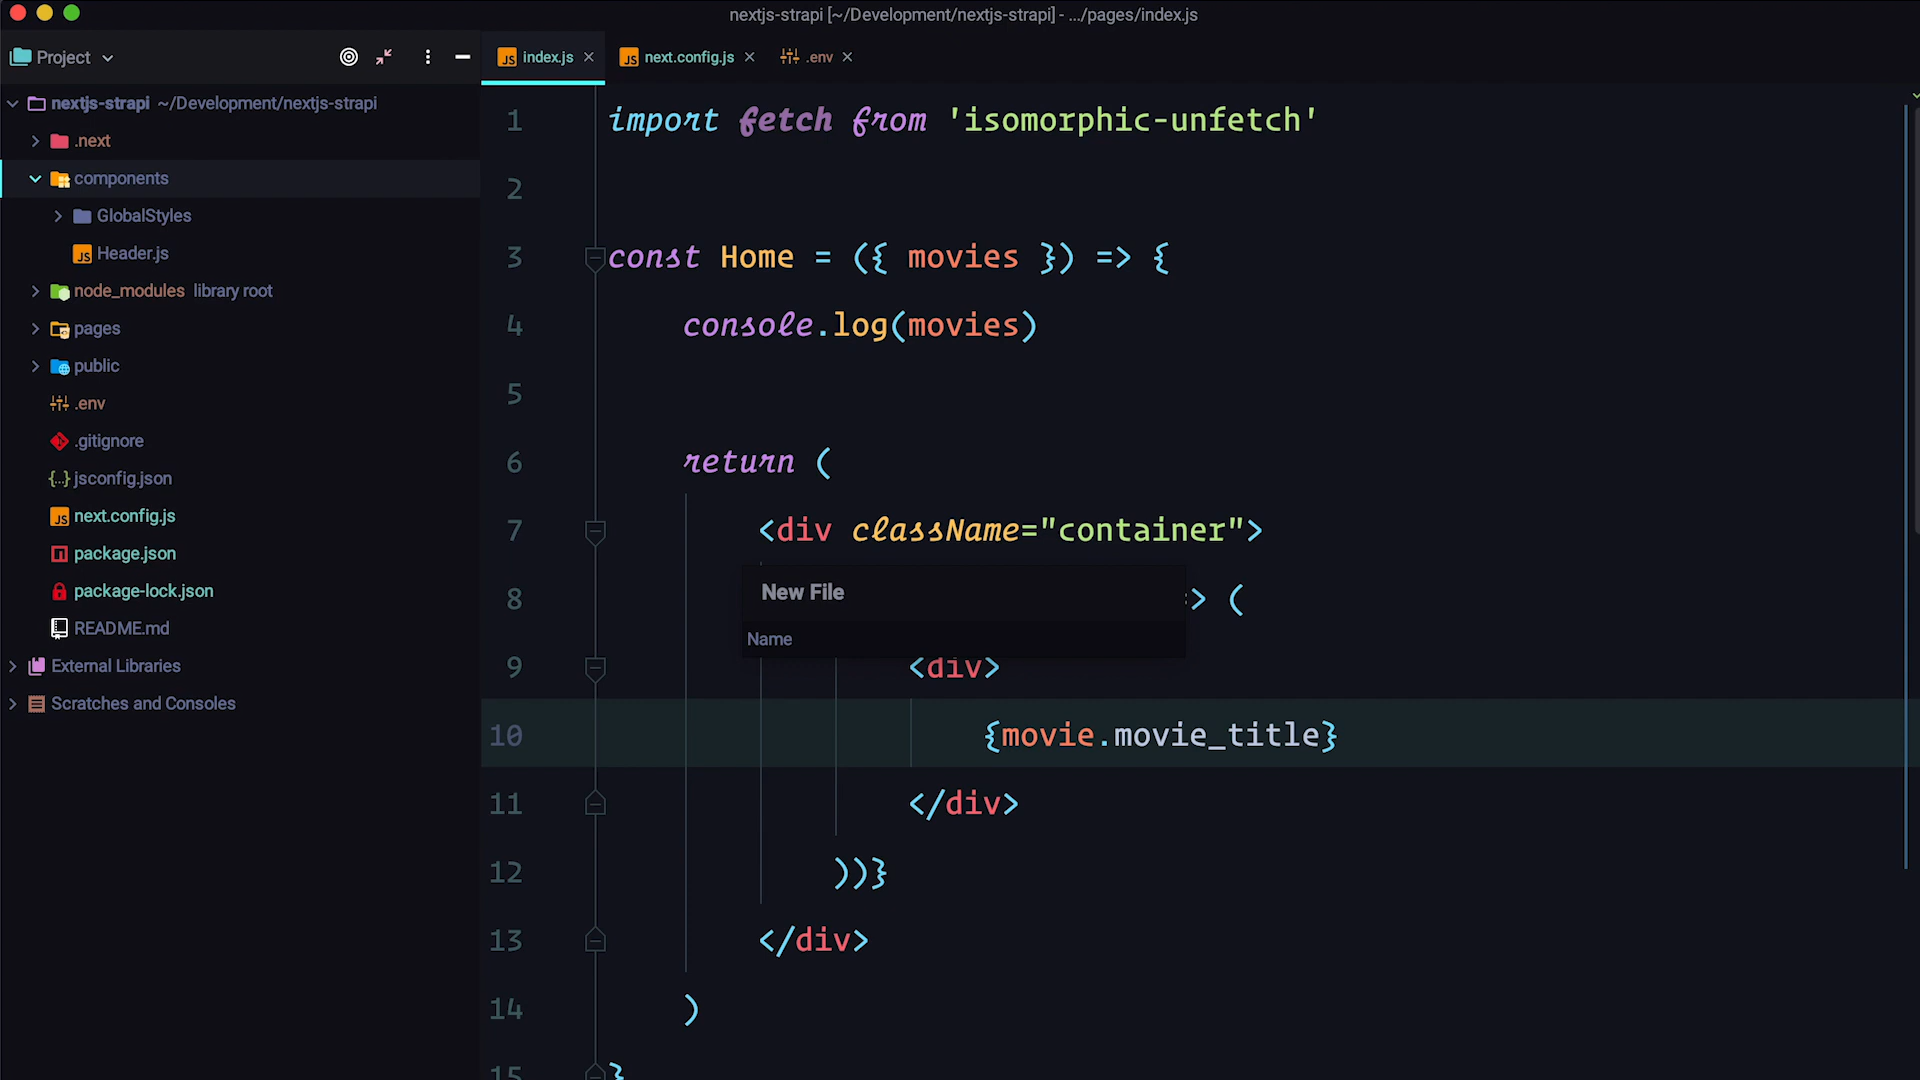 nextjs-strapi [~/Development/nextjs-strapi] - .../pages/index.js
Project
index.js
next.config.js
.env
nextjs-strapi ~/Development/nextjs-strapi
.next
components
GlobalStyles
Header.js
node_modules library root
pages
public
.env
.gitignore
jsconfig.json
next.config.js
package.json
package-lock.json
README.md
External Libraries
Scratches and Consoles
1 import fetch from 'isomorphic-unfetch'
2
3 const Home = ({ movies }) => {
4 console.log(movies)
5
6 return (
7 <div className="container">
8 => (
New File
Name
9 <div>
10 {movie.movie_title}
11 </div>
12 ))}
13 </div>
14 )
15 }